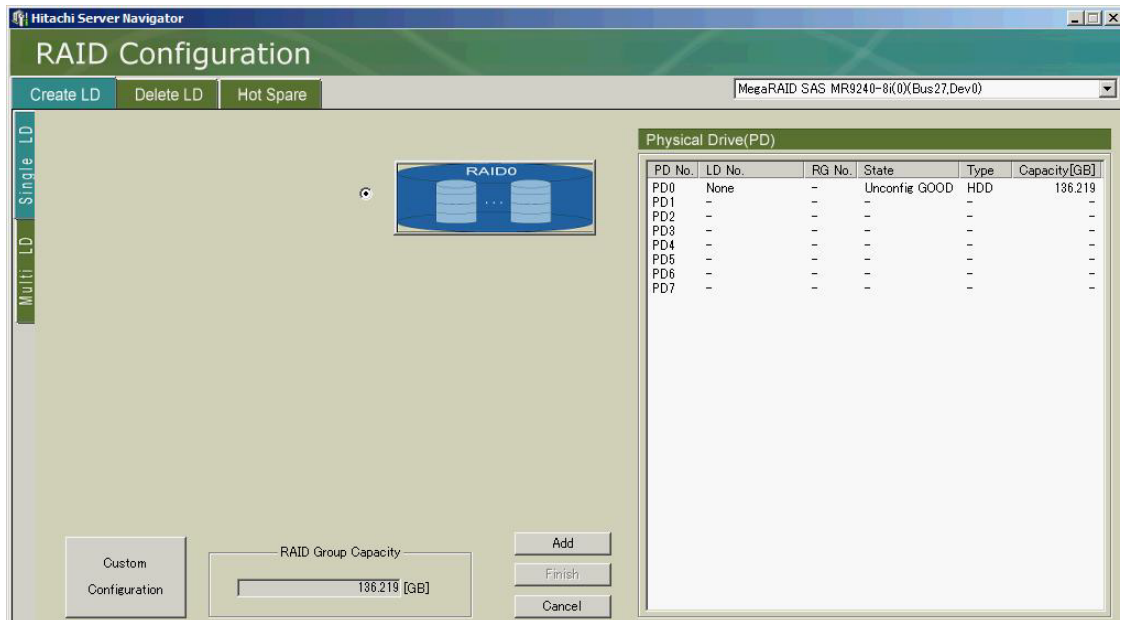 Hitachi Server Navigator
RAID Configuration
Create LD Delete LD Hot Spare MegaRAID SAS MR9240-8i(0)(Bus27,Dev0)
Single LD
Multi LD
RAID0
...
Physical Drive(PD)
PD No. LD No. RG No. State Type Capacity[GB]
PD0 None - Unconfig GOOD HDD 136.219
PD1 - - - - -
PD2 - - - - -
PD3 - - - - -
PD4 - - - - -
PD5 - - - - -
PD6 - - - - -
PD7 - - - - -
Custom
Configuration
RAID Group Capacity
136.219 [GB]
Add
Finish
Cancel